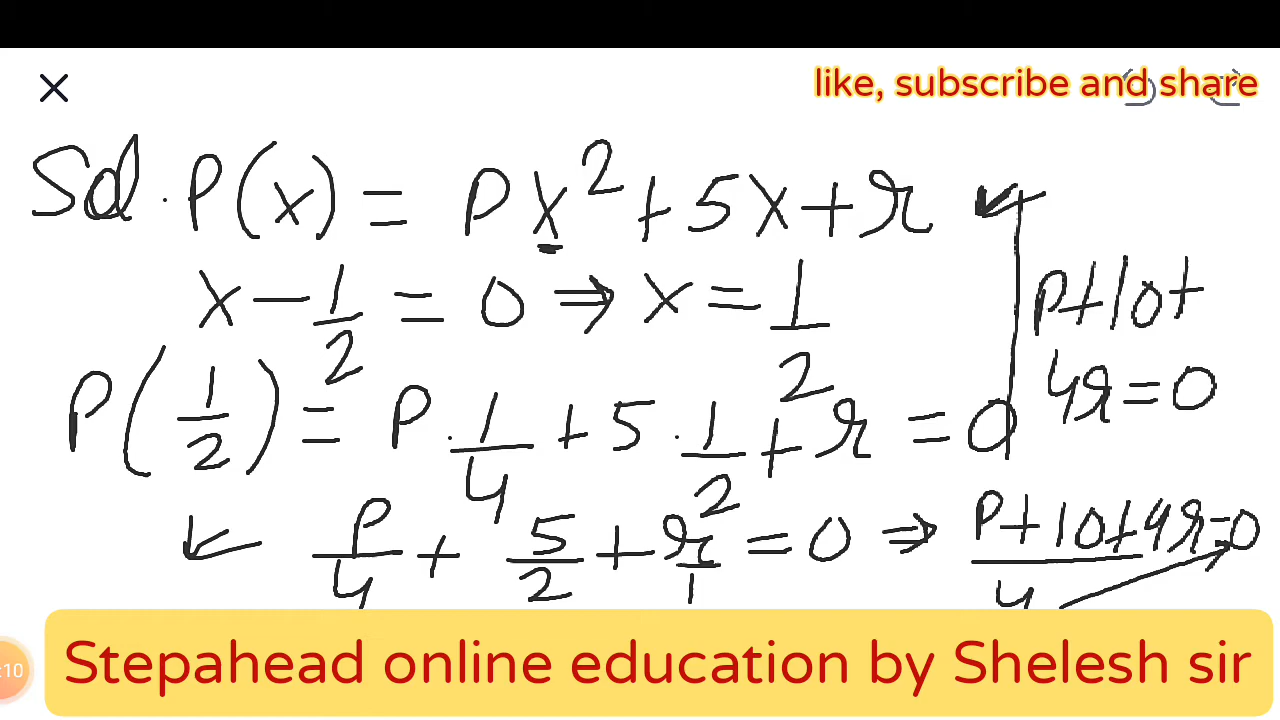 like, subscribe and share
Sol. P(x) = Px² + 5x + r
x - 1/2 = 0 ⇒ x = 1/2
P(1/2) = P · 1/4 + 5 · 1/2 + r = 0
P + 10 +
4r = 0
P/4 + 5/2 + r/1 = 0 ⇒ (P + 10 + 4r)/4 = 0
:10
Stepahead online education by Shelesh sir